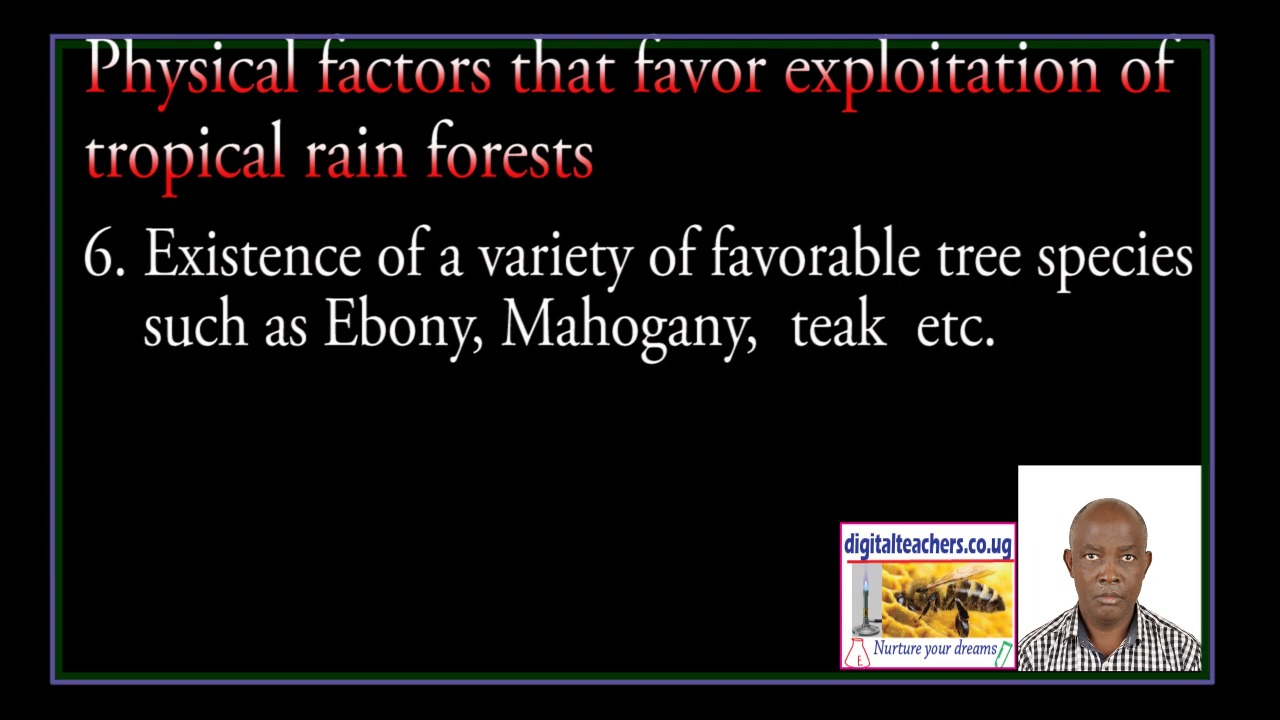 Physical factors that favor exploitation of
tropical rain forests
6. Existence of a variety of favorable tree species
such as Ebony, Mahogany, teak etc.
digitalteachers.co.ug
Nurture your dreams
E